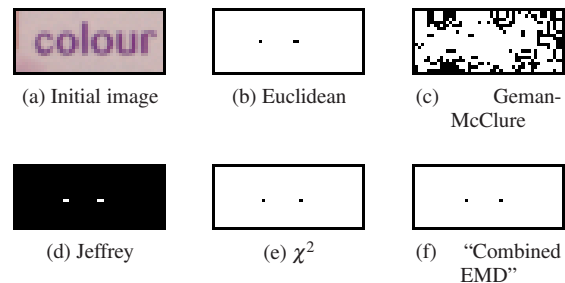 colour
(a) Initial image
(b) Euclidean
(c) Geman-
McClure
(d) Jeffrey
(e) χ²
(f) “Combined
EMD”